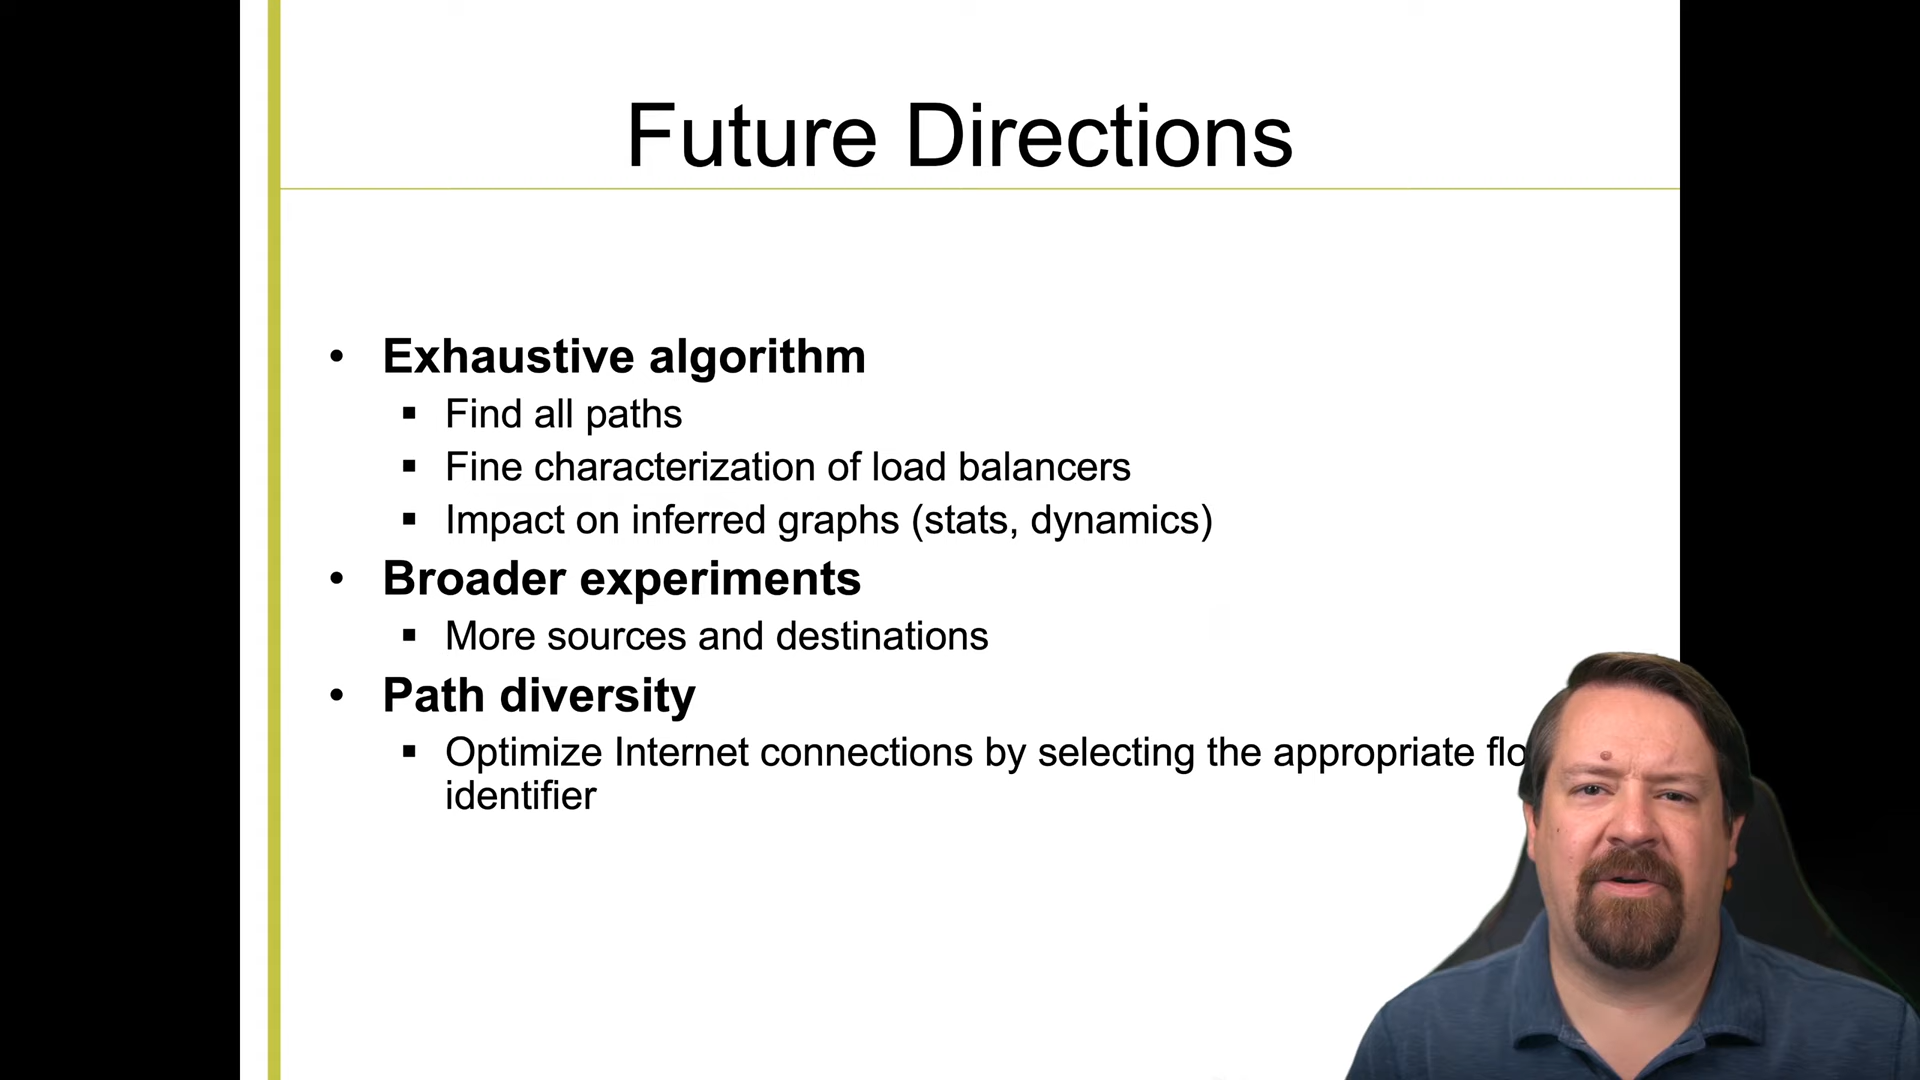 Future Directions
• Exhaustive algorithm
▪ Find all paths
▪ Fine characterization of load balancers
▪ Impact on inferred graphs (stats, dynamics)
• Broader experiments
▪ More sources and destinations
• Path diversity
▪ Optimize Internet connections by selecting the appropriate
identifier